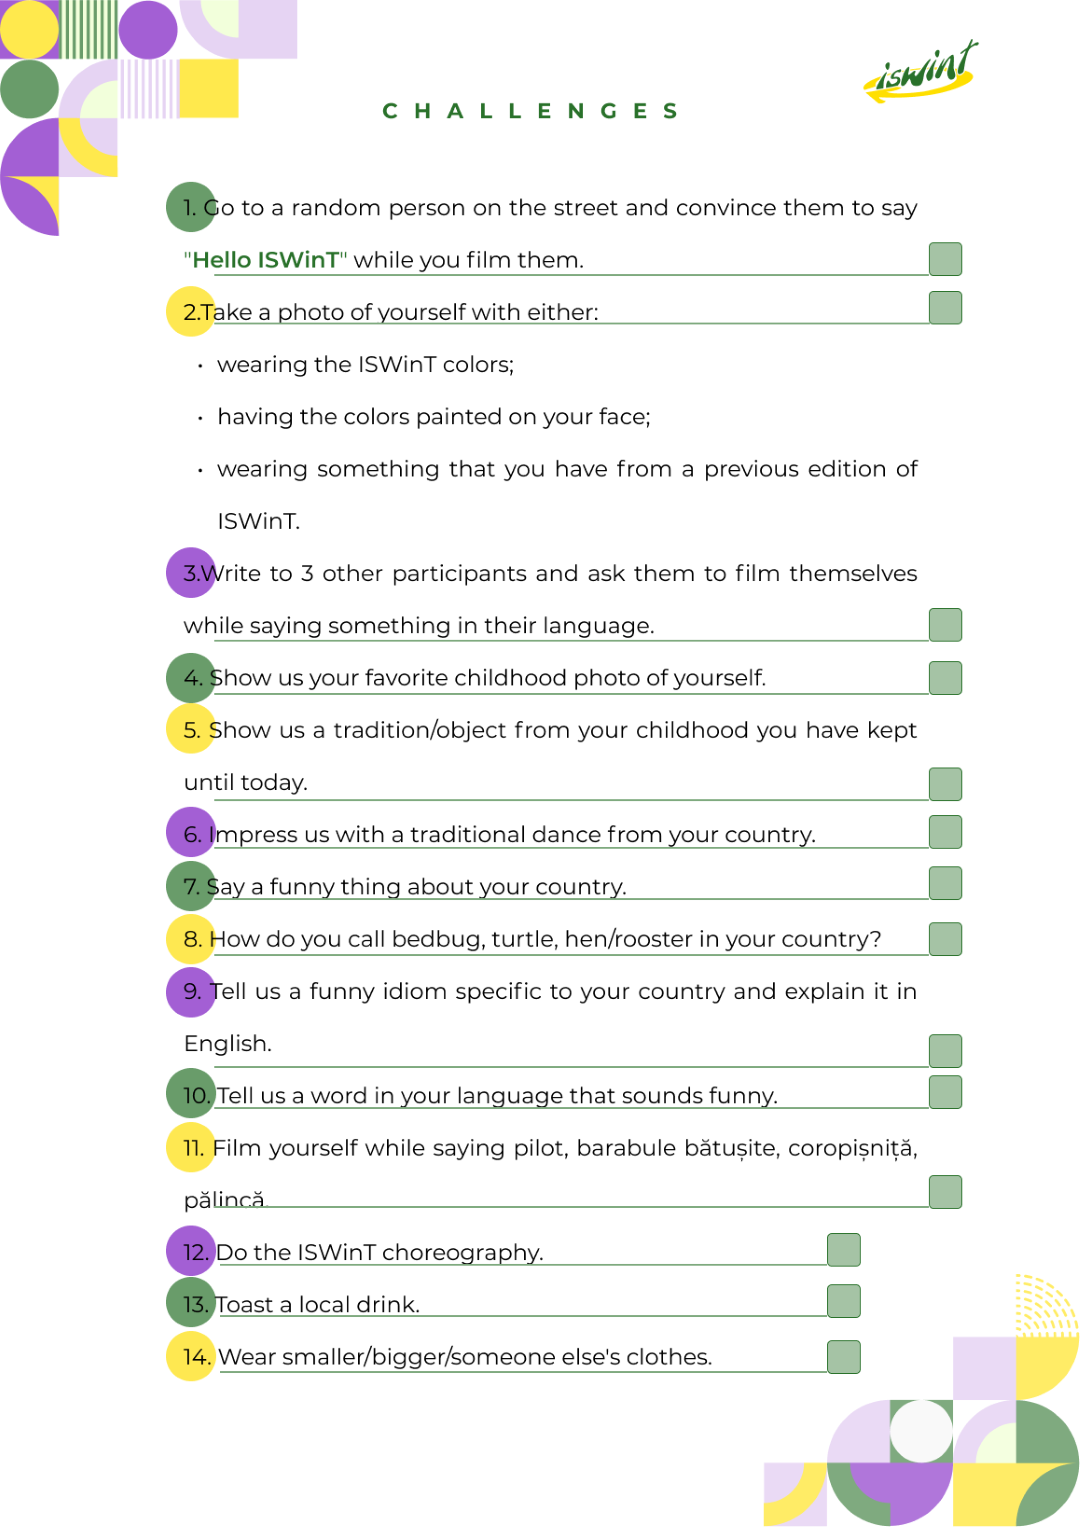 iswint
CHALLENGES
1. Go to a random person on the street and convince them to say
"Hello ISWinT" while you film them.
2.Take a photo of yourself with either:
• wearing the ISWinT colors;
• having the colors painted on your face;
• wearing something that you have from a previous edition of
ISWinT.
3.Write to 3 other participants and ask them to film themselves
while saying something in their language.
4. Show us your favorite childhood photo of yourself.
5. Show us a tradition/object from your childhood you have kept
until today.
6. Impress us with a traditional dance from your country.
7. Say a funny thing about your country.
8. How do you call bedbug, turtle, hen/rooster in your country?
9. Tell us a funny idiom specific to your country and explain it in
English.
10. Tell us a word in your language that sounds funny.
11. Film yourself while saying pilot, barabule bătușite, coropișniță,
pălincă.
12. Do the ISWinT choreography.
13. Toast a local drink.
14. Wear smaller/bigger/someone else's clothes.